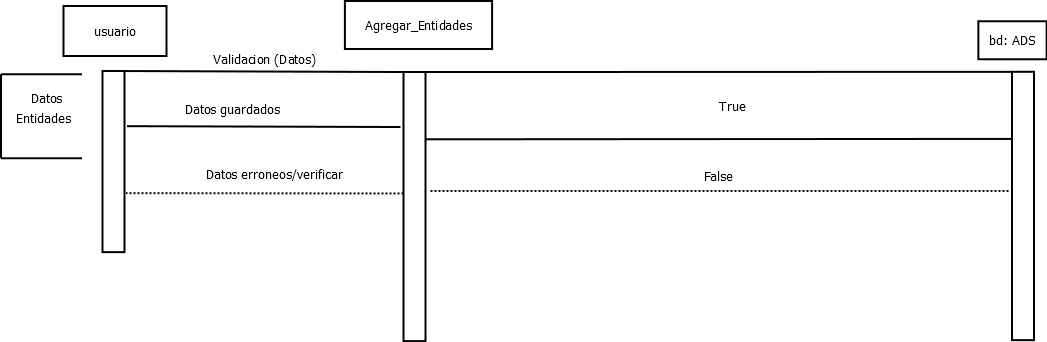 usuario
Agregar_Entidades
bd: ADS
Validacion (Datos)
Datos
Entidades
Datos guardados
True
Datos erroneos/verificar
False